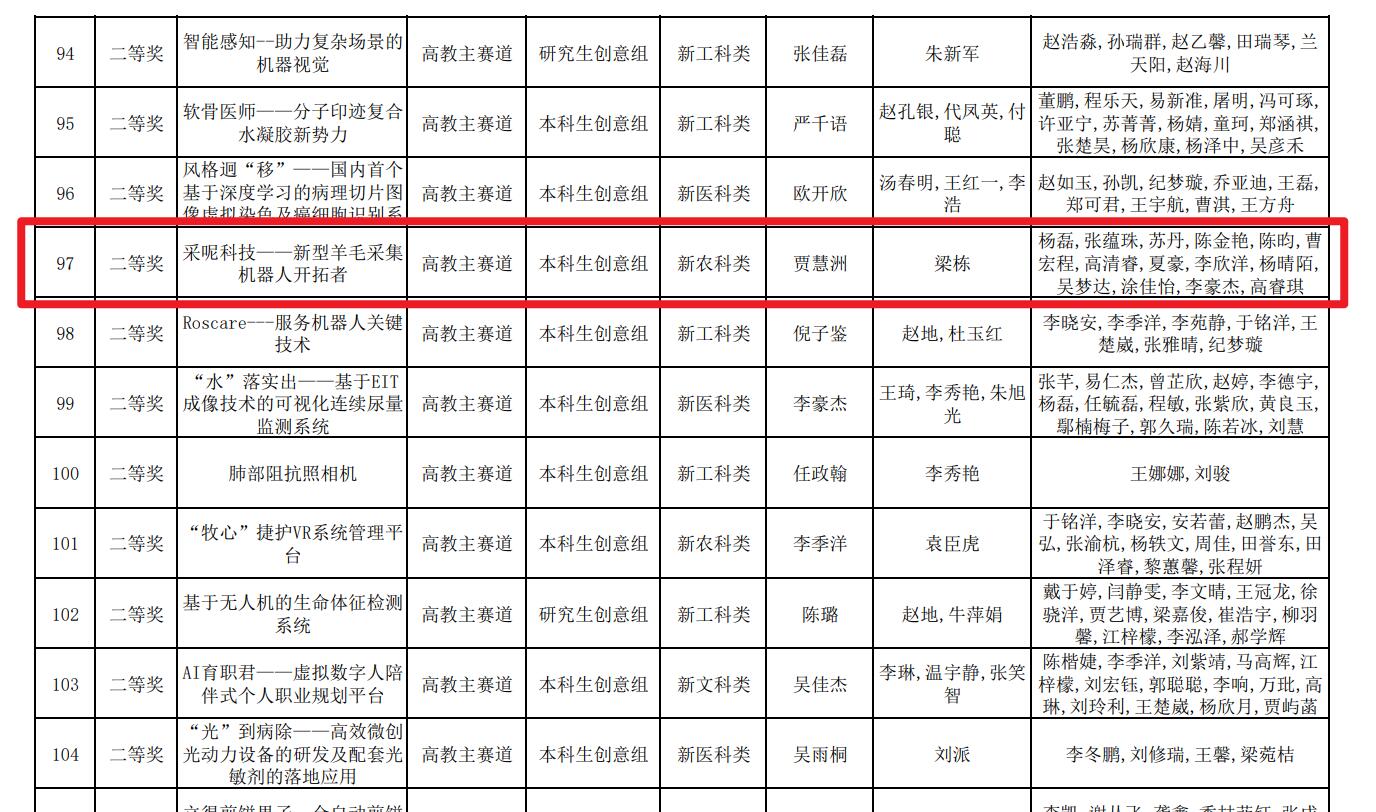 94 二等奖 智能感知--助力复杂场景的 高教主赛道 研究生创意组 新工科类 张佳磊 朱新军 赵浩淼,孙瑞群,赵乙馨,田瑞琴,兰
机器视觉 天阳,赵海川
95 二等奖 软骨医师——分子印迹复合 高教主赛道 本科生创意组 新工科类 严千语 赵孔银,代凤英,付 董鹏,程乐天,易新准,屠明,冯可琢,
水凝胶新势力 聪 许亚宁,苏菁菁,杨婧,童珂,郑涵祺,
张楚昊,杨欣康,杨泽中,吴彦禾
96 二等奖 风格迥“移”——国内首个 高教主赛道 本科生创意组 新医科类 欧开欣 汤春明,王红一,李 赵如玉,孙凯,纪梦璇,乔亚迪,王磊,
基于深度学习的病理切片图 浩 郑可君,王宇航,曹淇,王方舟
像虚拟染色及癌细胞识别系
97 二等奖 采呢科技——新型羊毛采集 高教主赛道 本科生创意组 新农科类 贾慧洲 梁栋 杨磊,张蕴珠,苏丹,陈金艳,陈昀,曹
机器人开拓者 宏程,高清睿,夏豪,李欣洋,杨晴陌,
吴梦达,涂佳怡,李豪杰,高睿琪
98 二等奖 Roscare---服务机器人关键 高教主赛道 本科生创意组 新工科类 倪子鉴 赵地,杜玉红 李晓安,李季洋,李苑静,于铭洋,王
技术 楚崴,张雅晴,纪梦璇
99 二等奖 “水”落实出——基于EIT 高教主赛道 本科生创意组 新医科类 李豪杰 王琦,李秀艳,朱旭 张芊,易仁杰,曾芷欣,赵婷,李德宇,
成像技术的可视化连续尿量 光 杨磊,任毓磊,程敏,张紫欣,黄良玉,
监测系统 鄢楠梅子,郭久瑞,陈若冰,刘慧
100 二等奖 肺部阻抗照相机 高教主赛道 本科生创意组 新工科类 任政翰 李秀艳 王娜娜,刘骏
101 二等奖 “牧心”捷护VR系统管理平 高教主赛道 本科生创意组 新农科类 李季洋 袁臣虎 于铭洋,李晓安,安若蕾,赵鹏杰,吴
台 弘,张渝杭,杨轶文,周佳,田誉东,田
泽睿,黎蕙馨,张程妍
102 二等奖 基于无人机的生命体征检测 高教主赛道 研究生创意组 新工科类 陈璐 赵地,牛萍娟 戴于婷,闫静雯,李文晴,王冠龙,徐
系统 骁洋,贾艺博,梁嘉俊,崔浩宇,柳羽
馨,江梓檬,李泓泽,郝学辉
103 二等奖 AI育职君——虚拟数字人陪 高教主赛道 本科生创意组 新文科类 吴佳杰 李琳,温宇静,张笑 陈楷婕,李季洋,刘紫靖,马高辉,江
伴式个人职业规划平台 智 梓檬,刘宏钰,郭聪聪,李响,万玭,高
琳,刘玲利,王楚崴,杨欣月,贾屿菡
104 二等奖 “光”到病除——高效微创 高教主赛道 本科生创意组 新医科类 吴雨桐 刘派 李冬鹏,刘修瑞,王馨,梁菀桔
光动力设备的研发及配套光
敏剂的落地应用